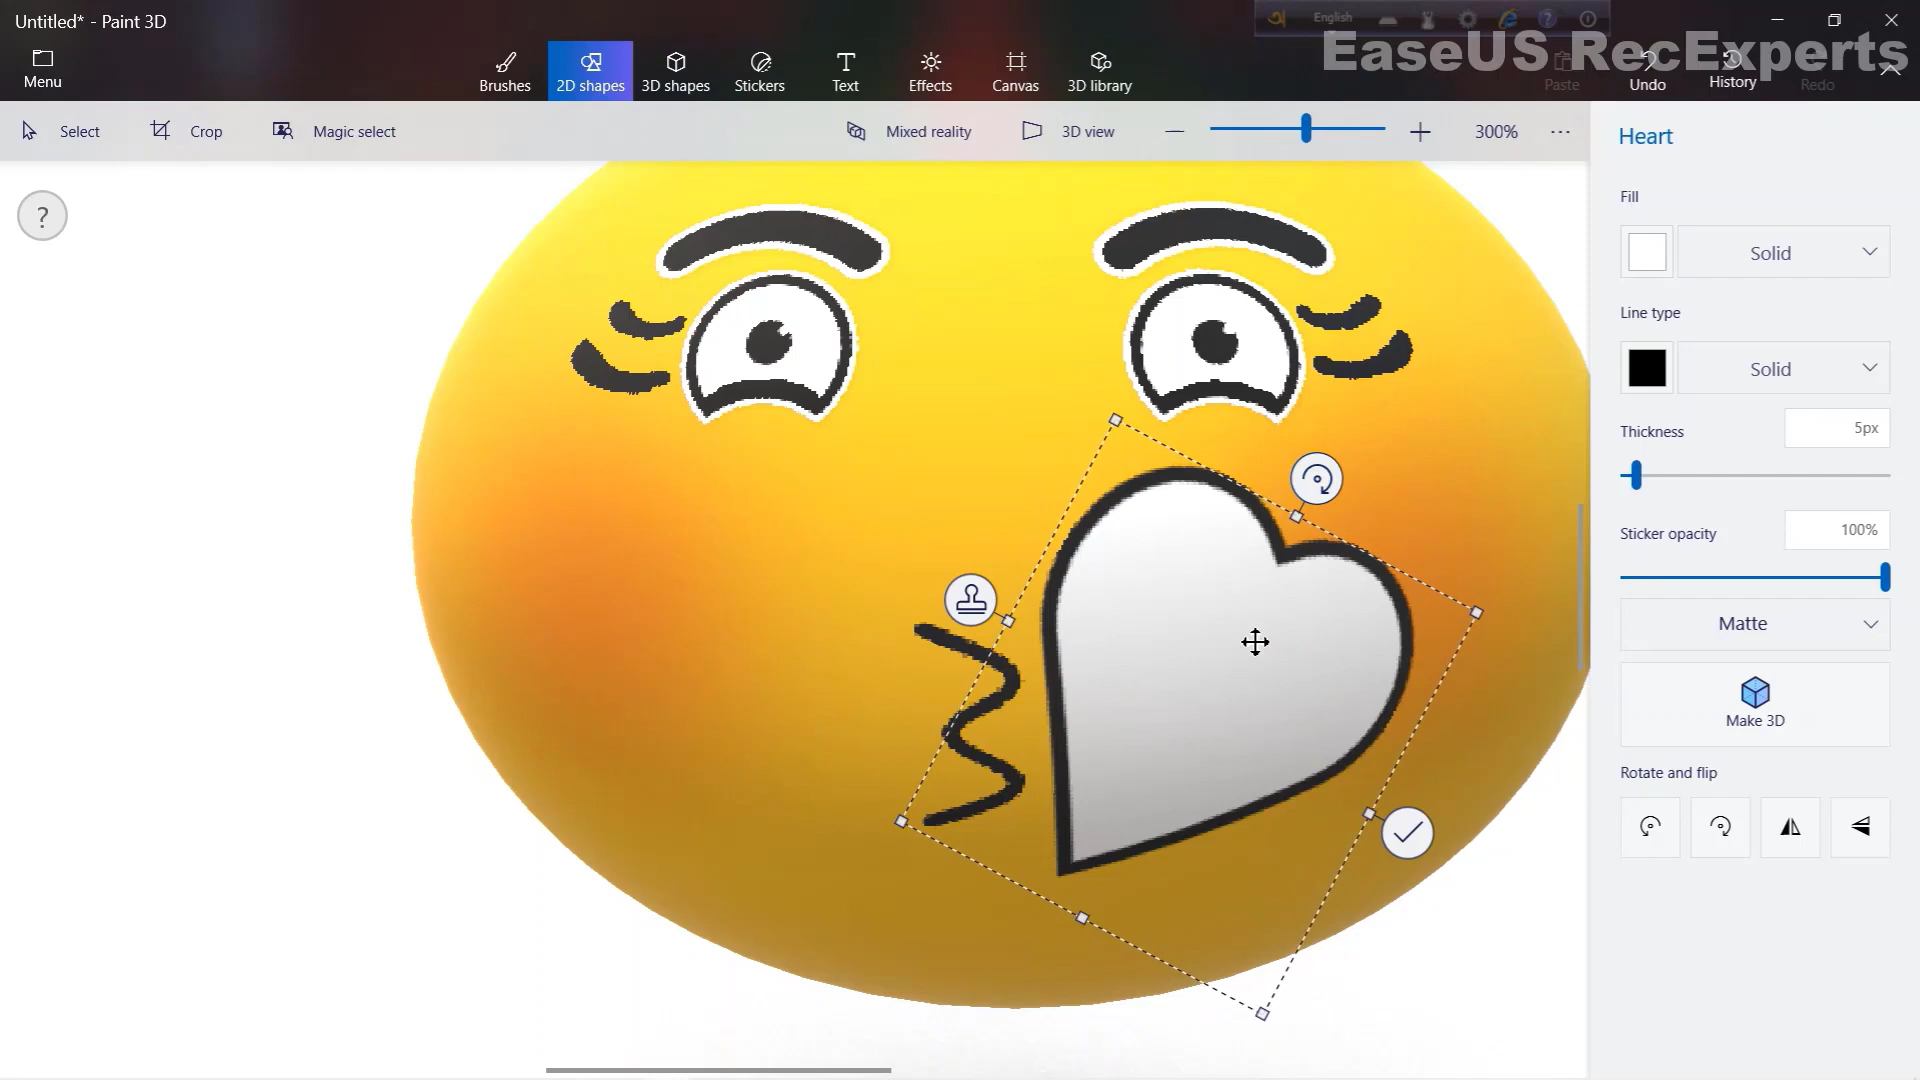 Untitled* - Paint 3D
English
EaseUS RecExperts
Menu
Brushes
2D shapes
3D shapes
Stickers
Text
Effects
Canvas
3D library
Paste
Undo
History
Redo
Select
Crop
Magic select
Mixed reality
3D view
300%
Heart
?
Fill
Solid
Line type
Solid
Thickness
5px
Sticker opacity
100%
Matte
Make 3D
Rotate and flip